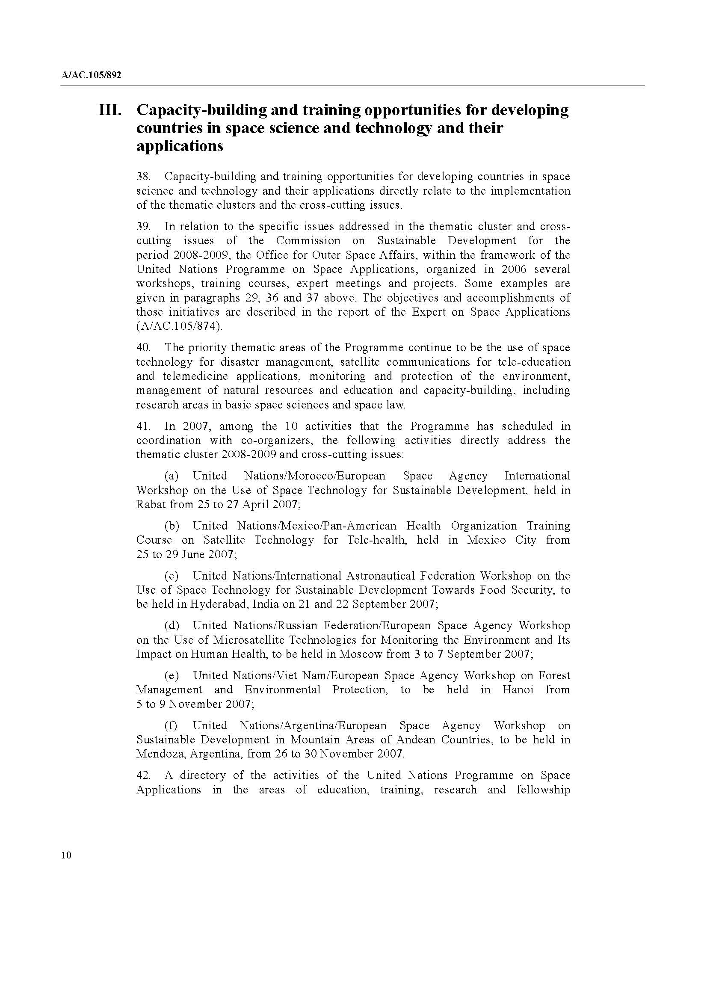 A/AC.105/892
III. Capacity-building and training opportunities for developing
countries in space science and technology and their
applications
38. Capacity-building and training opportunities for developing countries in space
science and technology and their applications directly relate to the implementation
of the thematic clusters and the cross-cutting issues.
39. In relation to the specific issues addressed in the thematic cluster and cross-
cutting issues of the Commission on Sustainable Development for the
period 2008-2009, the Office for Outer Space Affairs, within the framework of the
United Nations Programme on Space Applications, organized in 2006 several
workshops, training courses, expert meetings and projects. Some examples are
given in paragraphs 29, 36 and 37 above. The objectives and accomplishments of
those initiatives are described in the report of the Expert on Space Applications
(A/AC.105/874).
40. The priority thematic areas of the Programme continue to be the use of space
technology for disaster management, satellite communications for tele-education
and telemedicine applications, monitoring and protection of the environment,
management of natural resources and education and capacity-building, including
research areas in basic space sciences and space law.
41. In 2007, among the 10 activities that the Programme has scheduled in
coordination with co-organizers, the following activities directly address the
thematic cluster 2008-2009 and cross-cutting issues:
(a) United Nations/Morocco/European Space Agency International
Workshop on the Use of Space Technology for Sustainable Development, held in
Rabat from 25 to 27 April 2007;
(b) United Nations/Mexico/Pan-American Health Organization Training
Course on Satellite Technology for Tele-health, held in Mexico City from
25 to 29 June 2007;
(c) United Nations/International Astronautical Federation Workshop on the
Use of Space Technology for Sustainable Development Towards Food Security, to
be held in Hyderabad, India on 21 and 22 September 2007;
(d) United Nations/Russian Federation/European Space Agency Workshop
on the Use of Microsatellite Technologies for Monitoring the Environment and Its
Impact on Human Health, to be held in Moscow from 3 to 7 September 2007;
(e) United Nations/Viet Nam/European Space Agency Workshop on Forest
Management and Environmental Protection, to be held in Hanoi from
5 to 9 November 2007;
(f) United Nations/Argentina/European Space Agency Workshop on
Sustainable Development in Mountain Areas of Andean Countries, to be held in
Mendoza, Argentina, from 26 to 30 November 2007.
42. A directory of the activities of the United Nations Programme on Space
Applications in the areas of education, training, research and fellowship
10